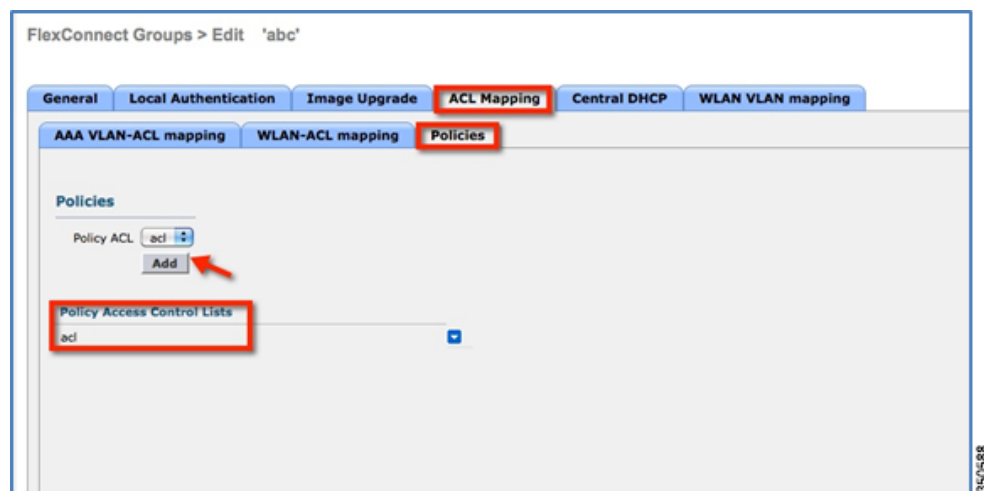 FlexConnect Groups > Edit 'abc'
General Local Authentication Image Upgrade ACL Mapping Central DHCP WLAN VLAN mapping
AAA VLAN-ACL mapping WLAN-ACL mapping Policies
Policies
Policy ACL acl
Add
Policy Access Control Lists
acl
350588